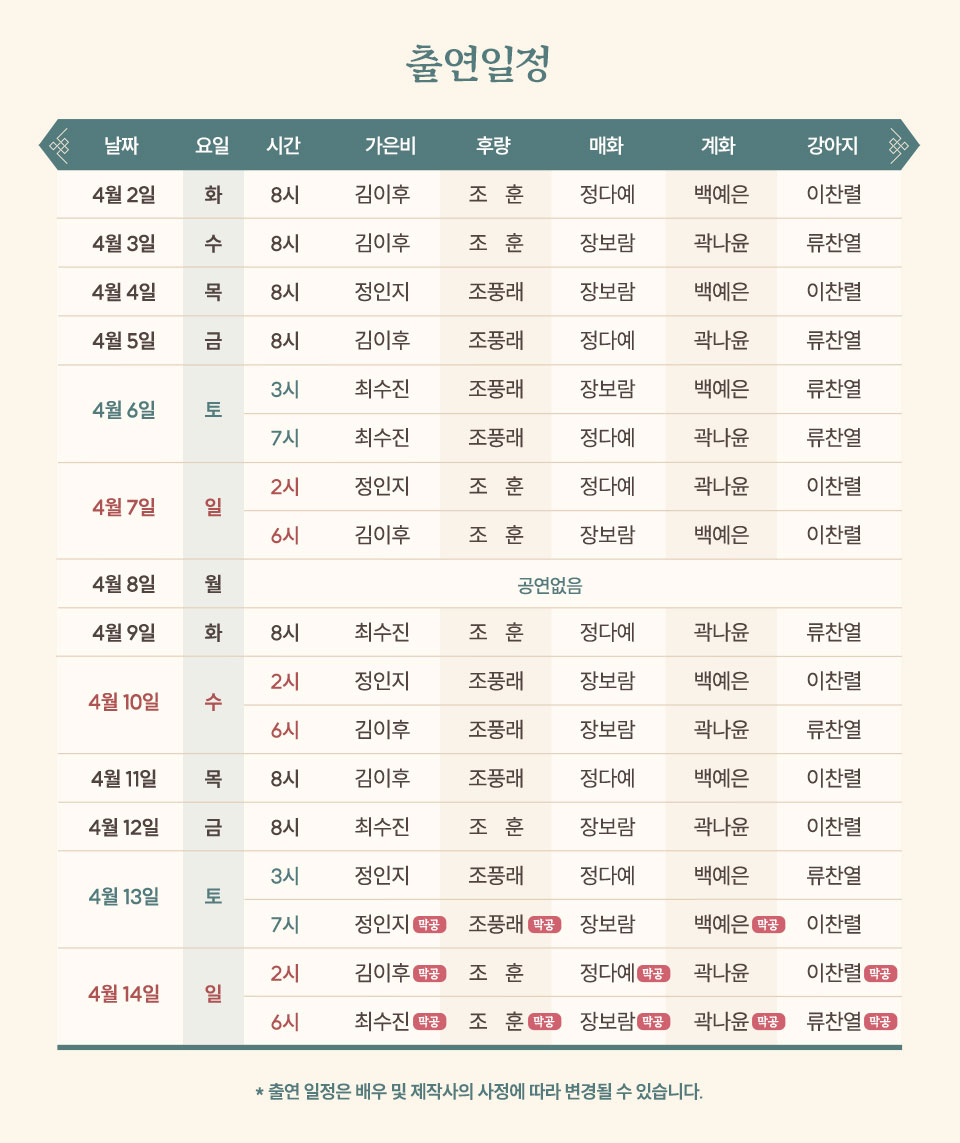 출연일정
날짜 요일 시간 가은비 후량 매화 계화 강아지
4월 2일 화 8시 김이후 조 훈 정다예 백예은 이찬렬
4월 3일 수 8시 김이후 조 훈 장보람 곽나윤 류찬열
4월 4일 목 8시 정인지 조풍래 장보람 백예은 이찬렬
4월 5일 금 8시 김이후 조풍래 정다예 곽나윤 류찬열
4월 6일 토 3시 최수진 조풍래 장보람 백예은 류찬열
7시 최수진 조풍래 정다예 곽나윤 류찬열
4월 7일 일 2시 정인지 조 훈 정다예 곽나윤 이찬렬
6시 김이후 조 훈 장보람 백예은 이찬렬
4월 8일 월 공연없음
4월 9일 화 8시 최수진 조 훈 정다예 곽나윤 류찬열
4월 10일 수 2시 정인지 조풍래 장보람 백예은 이찬렬
6시 김이후 조풍래 장보람 곽나윤 류찬열
4월 11일 목 8시 김이후 조풍래 정다예 백예은 이찬렬
4월 12일 금 8시 최수진 조 훈 장보람 곽나윤 이찬렬
4월 13일 토 3시 정인지 조풍래 정다예 백예은 류찬열
7시 정인지 막공 조풍래 막공 장보람 백예은 막공 이찬렬
4월 14일 일 2시 김이후 막공 조 훈 정다예 막공 곽나윤 이찬렬 막공
6시 최수진 막공 조 훈 막공 장보람 막공 곽나윤 막공 류찬열 막공
* 출연 일정은 배우 및 제작사의 사정에 따라 변경될 수 있습니다.